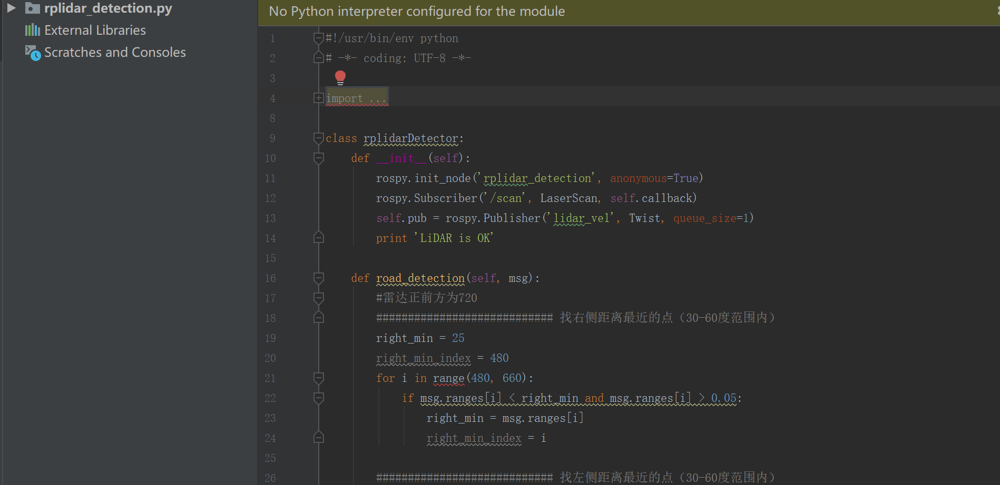 rplidar_detection.py
External Libraries
Scratches and Consoles
No Python interpreter configured for the module
1 #!/usr/bin/env python
2 # -*- coding: UTF-8 -*-
3
4 import ...
8
9 class rplidarDetector:
10 def __init__(self):
11 rospy.init_node('rplidar_detection', anonymous=True)
12 rospy.Subscriber('/scan', LaserScan, self.callback)
13 self.pub = rospy.Publisher('lidar_vel', Twist, queue_size=1)
14 print 'LiDAR is OK'
15
16 def road_detection(self, msg):
17 #雷达正前方为720
18 ############################ 找右侧距离最近的点（30-60度范围内）
19 right_min = 25
20 right_min_index = 480
21 for i in range(480, 660):
22 if msg.ranges[i] < right_min and msg.ranges[i] > 0.05:
23 right_min = msg.ranges[i]
24 right_min_index = i
25
26 ############################ 找左侧距离最近的点（30-60度范围内）